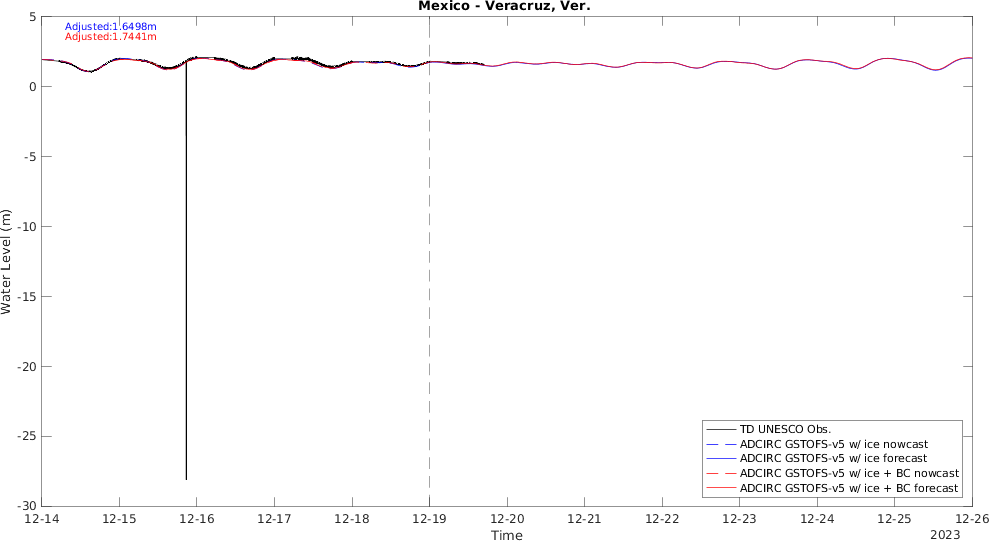 Mexico - Veracruz, Ver.
Adjusted:1.6498m
Adjusted:1.7441m
5
0
-5
-10
-15
-20
-25
-30
Water Level (m)
TD UNESCO Obs.
ADCIRC GSTOFS-v5 w/ ice nowcast
ADCIRC GSTOFS-v5 w/ ice forecast
ADCIRC GSTOFS-v5 w/ ice + BC nowcast
ADCIRC GSTOFS-v5 w/ ice + BC forecast
12-14 12-15 12-16 12-17 12-18 12-19 12-20 12-21 12-22 12-23 12-24 12-25 12-26
Time
2023